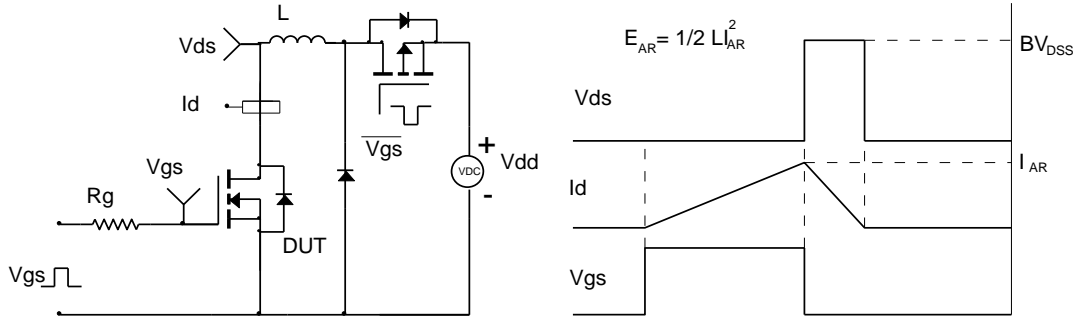 L
Vds
Id
Vgs
Vgs
Rg
DUT
Vgs
VDC
+
Vdd
-
E_AR = 1/2 LI_AR^2
Vds
BV_DSS
Id
I_AR
Vgs